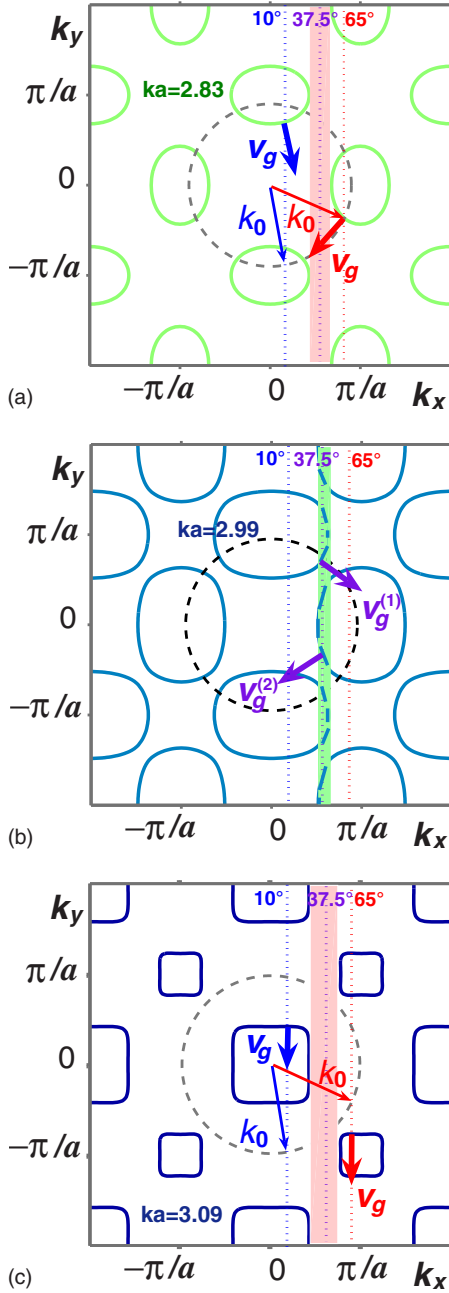 k_y
10° 37.5° 65°
ka=2.83
π/a
v_g
0
k_0 k_0
v_g
−π/a
−π/a 0 π/a k_x
(a)
k_y
10° 37.5° 65°
π/a
ka=2.99
v_g^(1)
0
v_g^(2)
−π/a
−π/a 0 π/a k_x
(b)
k_y
10° 37.5° 65°
π/a
v_g
0
k_0
k_0
−π/a
v_g
ka=3.09
−π/a 0 π/a k_x
(c)